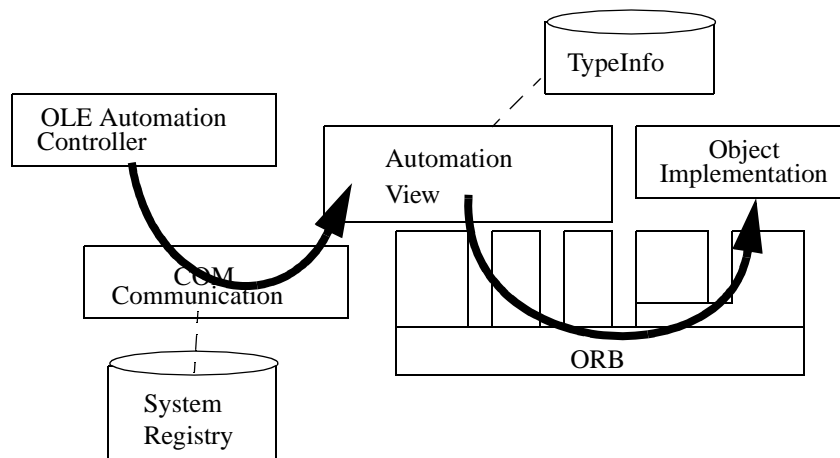 TypeInfo
OLE Automation
Controller
Automation
View
Object
Implementation
COM
Communication
ORB
System
Registry